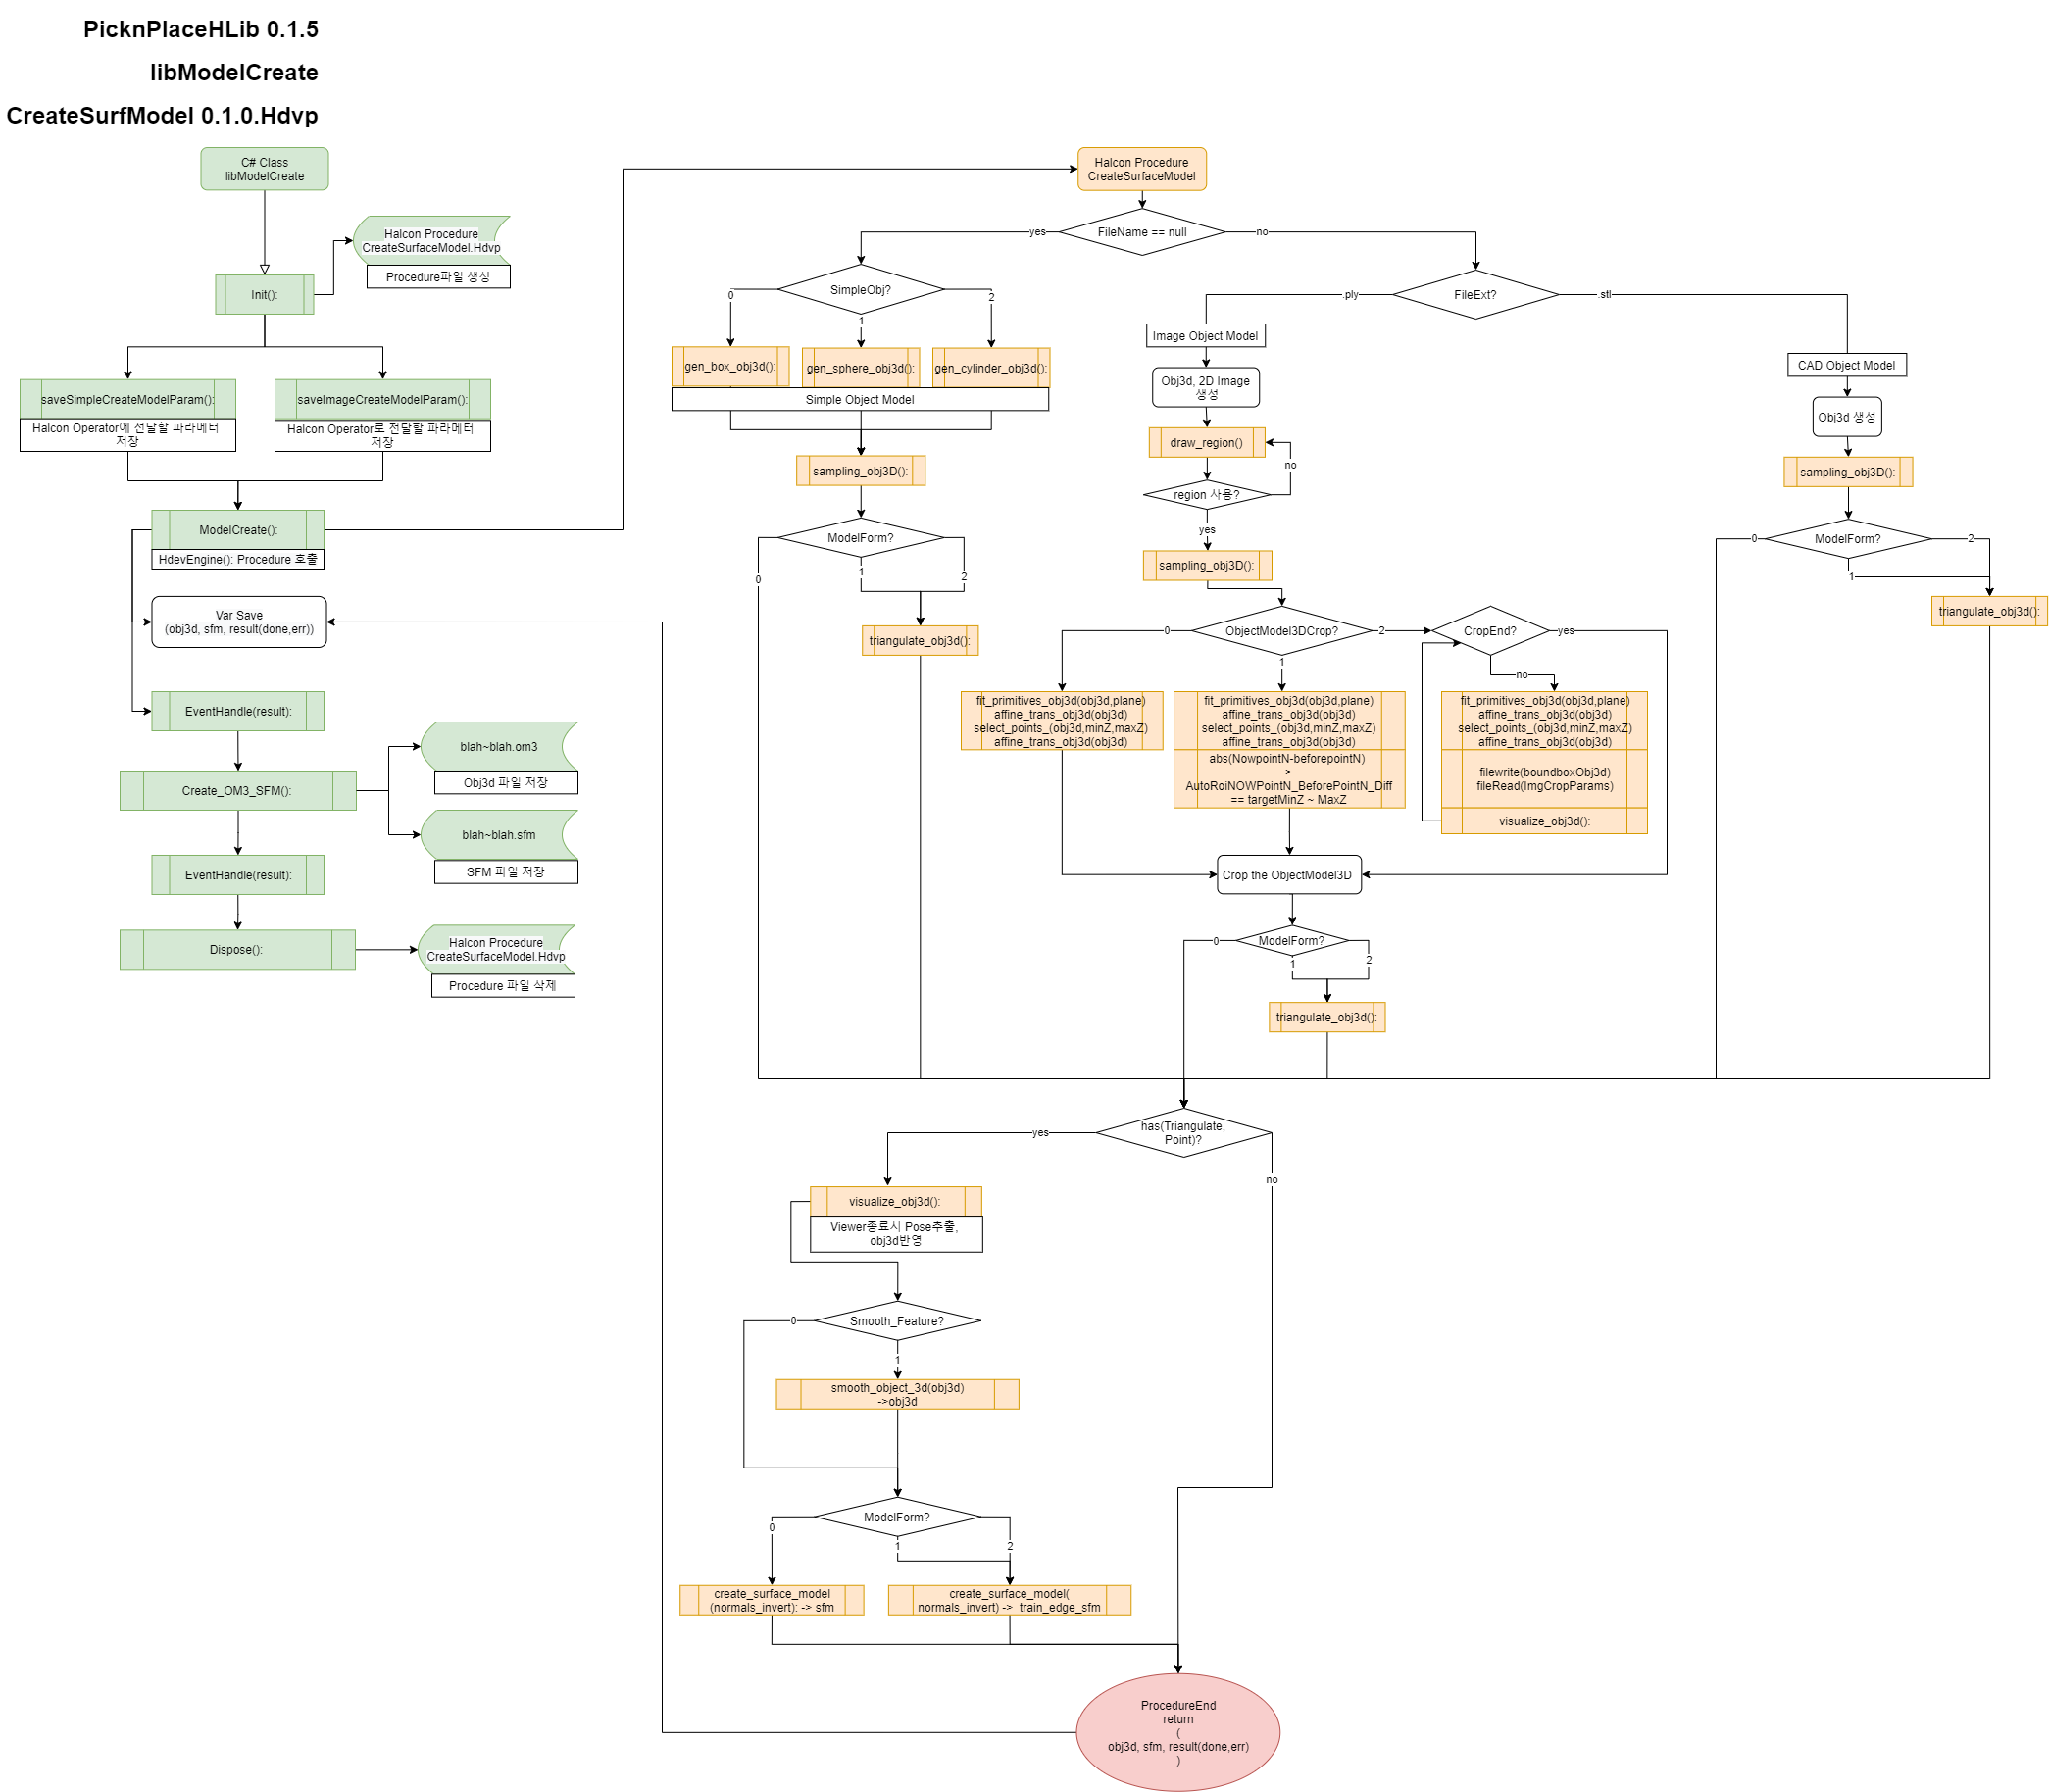 PicknPlaceHLib 0.1.5
libModelCreate
CreateSurfModel 0.1.0.Hdvp
C# Class
libModelCreate
Halcon Procedure
CreateSurfaceModel.Hdvp
Procedure파일 생성
Init():
saveSimpleCreateModelParam():
Halcon Operator에 전달할 파라메터
저장
saveImageCreateModelParam():
Halcon Operator로 전달할 파라메터
저장
ModelCreate():
HdevEngine(): Procedure 호출
Var Save
(obj3d, sfm, result(done,err))
EventHandle(result):
Create_OM3_SFM():
blah~blah.om3
Obj3d 파일 저장
blah~blah.sfm
SFM 파일 저장
EventHandle(result):
Dispose():
Halcon Procedure
CreateSurfaceModel.Hdvp
Procedure 파일 삭제
Halcon Procedure
CreateSurfaceModel
FileName == null
yes
no
SimpleObj?
0
1
2
gen_box_obj3d():
gen_sphere_obj3d():
gen_cylinder_obj3d():
Simple Object Model
sampling_obj3D():
ModelForm?
0
1
2
triangulate_obj3d():
FileExt?
.ply
.stl
Image Object Model
Obj3d, 2D Image
생성
draw_region()
region 사용?
no
yes
sampling_obj3D():
ObjectModel3DCrop?
0
1
2
CropEnd?
yes
no
fit_primitives_obj3d(obj3d,plane)
affine_trans_obj3d(obj3d)
select_points_(obj3d,minZ,maxZ)
affine_trans_obj3d(obj3d)
fit_primitives_obj3d(obj3d,plane)
affine_trans_obj3d(obj3d)
select_points_(obj3d,minZ,maxZ)
affine_trans_obj3d(obj3d)
abs(NowpointN-beforepointN)
>
AutoRoiNOWPointN_BeforePointN_Diff
== targetMinZ ~ MaxZ
fit_primitives_obj3d(obj3d,plane)
affine_trans_obj3d(obj3d)
select_points_(obj3d,minZ,maxZ)
affine_trans_obj3d(obj3d)
filewrite(boundboxObj3d)
fileRead(ImgCropParams)
visualize_obj3d():
Crop the ObjectModel3D
ModelForm?
0
1
2
triangulate_obj3d():
CAD Object Model
Obj3d 생성
sampling_obj3D():
ModelForm?
0
1
2
triangulate_obj3d():
has(Triangulate,
Point)?
yes
no
visualize_obj3d():
Viewer종료시 Pose추출,
obj3d반영
Smooth_Feature?
0
1
smooth_object_3d(obj3d)
->obj3d
ModelForm?
0
1
2
create_surface_model
(normals_invert): -> sfm
create_surface_model(
normals_invert) -> train_edge_sfm
ProcedureEnd
return
(
obj3d, sfm, result(done,err)
)